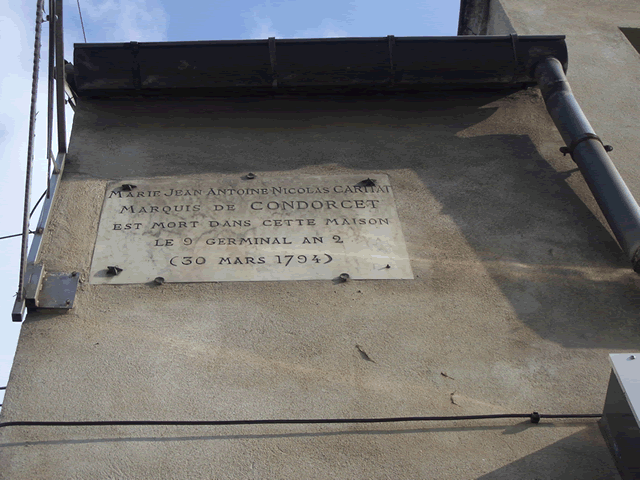 MARIE JEAN ANTOINE NICOLAS CARITAT
MARQUIS DE CONDORCET
EST MORT DANS CETTE MAISON
LE 9 GERMINAL AN 2
(30 MARS 1794)